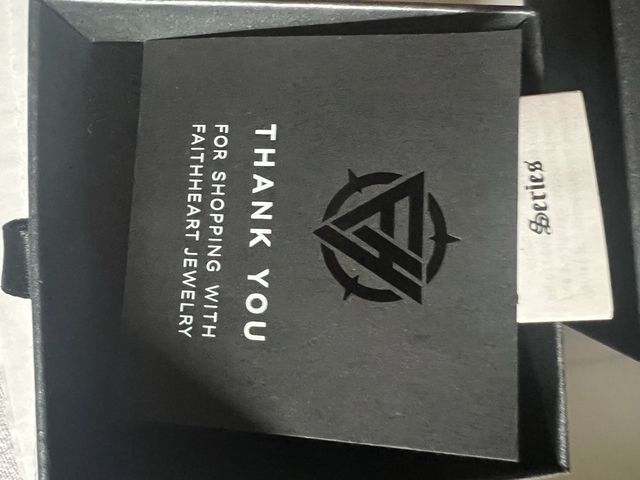 THANK YOU
FOR SHOPPING WITH
FAITHHEART JEWELRY
Series